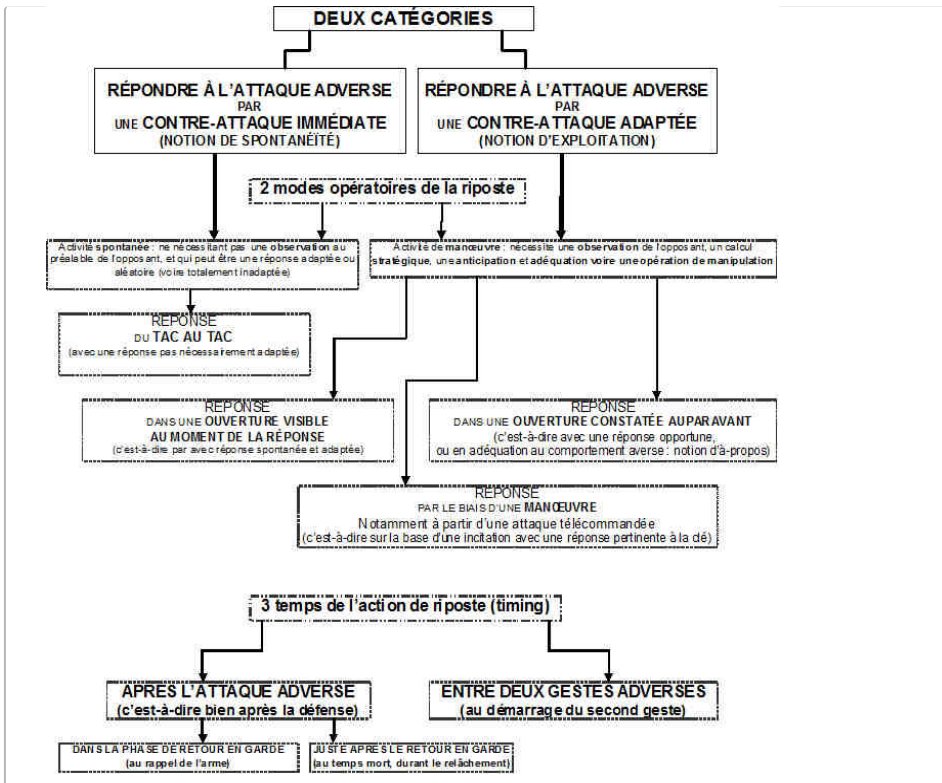 DEUX CATÉGORIES
RÉPONDRE À L'ATTAQUE ADVERSE
PAR
UNE CONTRE-ATTAQUE IMMÉDIATE
(NOTION DE SPONTANÉÏTÉ)
RÉPONDRE À L'ATTAQUE ADVERSE
PAR
UNE CONTRE-ATTAQUE ADAPTÉE
(NOTION D'EXPLOITATION)
2 modes opératoires de la riposte
Activité spontanée : ne nécessitant pas une observation au
préalable de l'opposant, et qui peut être une réponse adaptée ou
aléatoire (voire totalement inadaptée)
Activité de manœuvre : nécessite une observation de l'opposant, un calcul
stratégique, une anticipation et adéquation voire une opération de manipulation
RÉPONSE
DU TAC AU TAC
(avec une réponse pas nécessairement adaptée)
RÉPONSE
DANS UNE OUVERTURE VISIBLE
AU MOMENT DE LA RÉPONSE
(c'est-à-dire par avec réponse spontanée et adaptée)
RÉPONSE
DANS UNE OUVERTURE CONSTATÉE AUPARAVANT
(c'est-à-dire avec une réponse opportune,
ou en adéquation au comportement averse : notion d'à-propos)
RÉPONSE
PAR LE BIAIS D'UNE MANŒUVRE
Notamment à partir d'une attaque télécommandée
(c'est-à-dire sur la base d'une incitation avec une réponse pertinente à la clé)
3 temps de l'action de riposte (timing)
APRES L'ATTAQUE ADVERSE
(c'est-à-dire bien après la défense)
ENTRE DEUX GESTES ADVERSES
(au démarrage du second geste)
DANS LA PHASE DE RETOUR EN GARDE
(au rappel de l'arme)
JUSTE APRES LE RETOUR EN GARDE
(au temps mort, durant le relâchement)